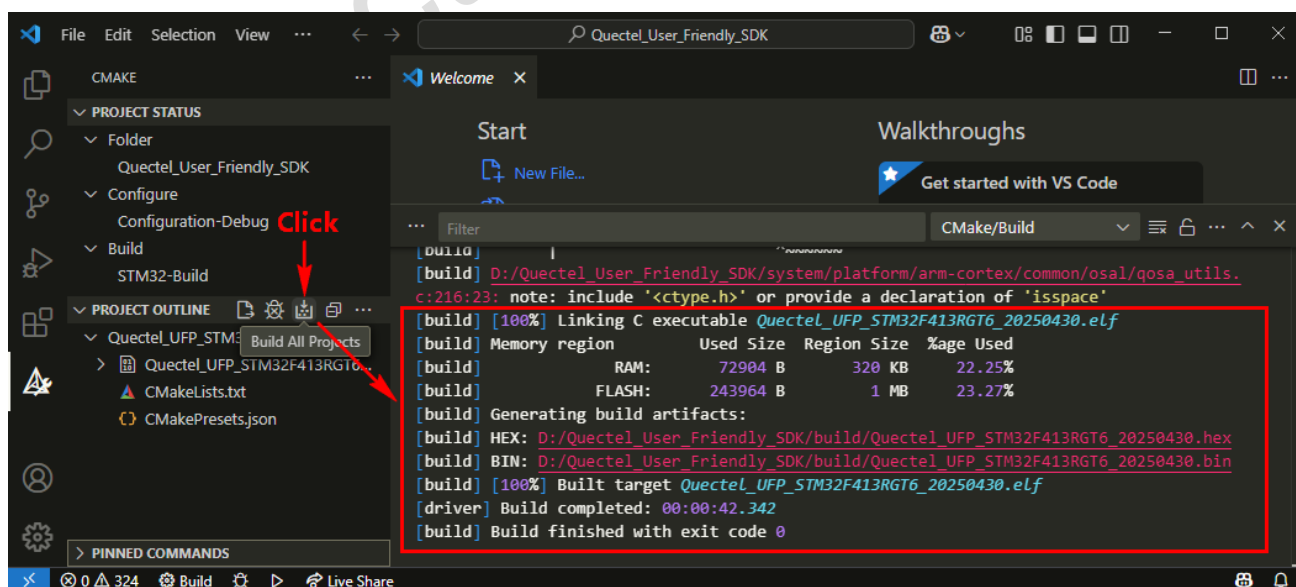 File Edit Selection View ··· Quectel_User_Friendly_SDK
CMAKE ···
PROJECT STATUS
Folder
Quectel_User_Friendly_SDK
Configure
Configuration-Debug Click
Build
STM32-Build
PROJECT OUTLINE ···
Quectel_UFP_STM3
Build All Projects
Quectel_UFP_STM32F413RGT6...
CMakeLists.txt
CMakePresets.json
PINNED COMMANDS
Welcome
Start
New File...
Walkthroughs
Get started with VS Code
··· Filter CMake/Build ···
[build] |
[build] D:/Quectel_User_Friendly_SDK/system/platform/arm-cortex/common/osal/qosa_utils.
c:216:23: note: include '<ctype.h>' or provide a declaration of 'isspace'
[build] [100%] Linking C executable Quectel_UFP_STM32F413RGT6_20250430.elf
[build] Memory region Used Size Region Size %age Used
[build] RAM: 72904 B 320 KB 22.25%
[build] FLASH: 243964 B 1 MB 23.27%
[build] Generating build artifacts:
[build] HEX: D:/Quectel_User_Friendly_SDK/build/Quectel_UFP_STM32F413RGT6_20250430.hex
[build] BIN: D:/Quectel_User_Friendly_SDK/build/Quectel_UFP_STM32F413RGT6_20250430.bin
[build] [100%] Built target Quectel_UFP_STM32F413RGT6_20250430.elf
[driver] Build completed: 00:00:42.342
[build] Build finished with exit code 0
0 324 Build Live Share